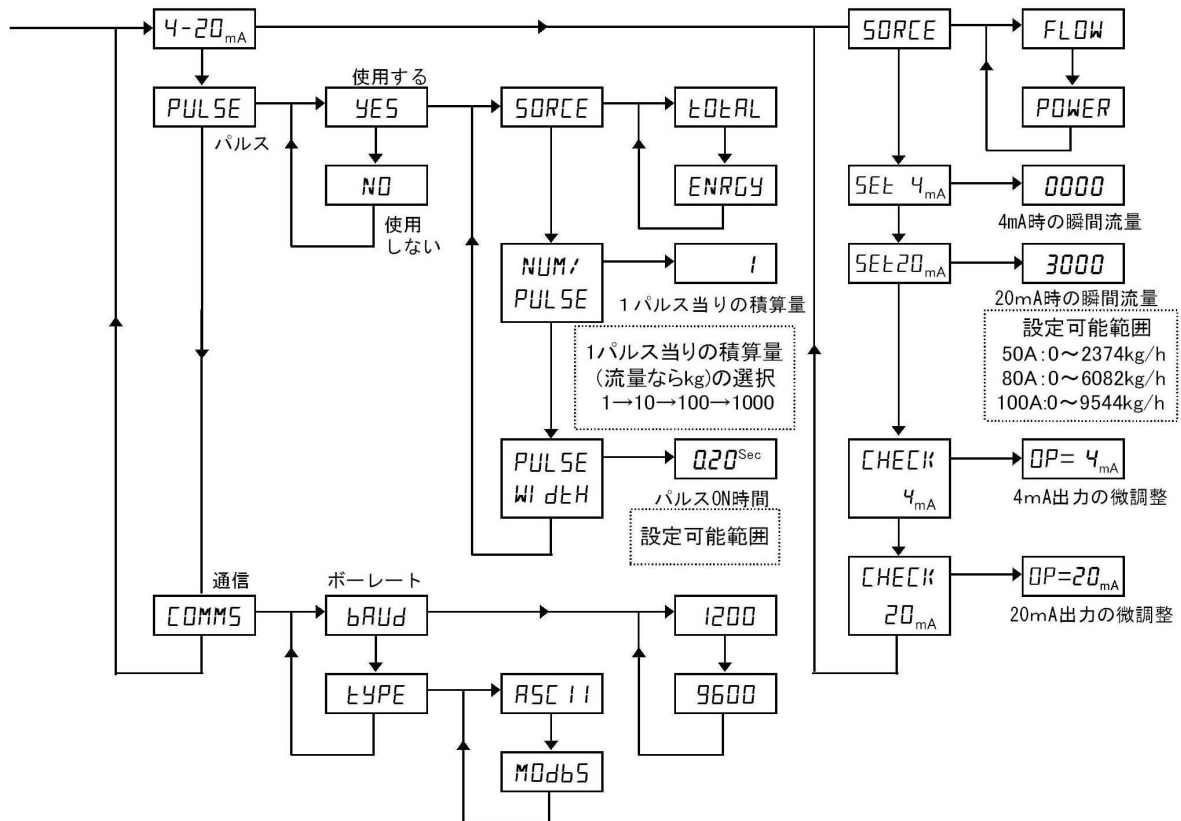 4-20mA
SORCE
FLOW
POWER
使用する
PULSE
パルス
YES
NO
使用
しない
SORCE
tOtAL
ENRGY
SEt 4mA
0000
4mA時の瞬間流量
NUM/
PULSE
1
1パルス当りの積算量
SEt20mA
3000
20mA時の瞬間流量
設定可能範囲
50A:0～2374kg/h
80A:0～6082kg/h
100A:0～9544kg/h
1パルス当りの積算量
(流量ならkg)の選択
1→10→100→1000
PULSE
WIdtH
0.20Sec
パルスON時間
設定可能範囲
CHECK
4mA
OP= 4mA
4mA出力の微調整
CHECK
20mA
OP=20mA
20mA出力の微調整
通信
COMMS
ボーレート
bAUd
1200
9600
tYPE
ASCII
MOdbS